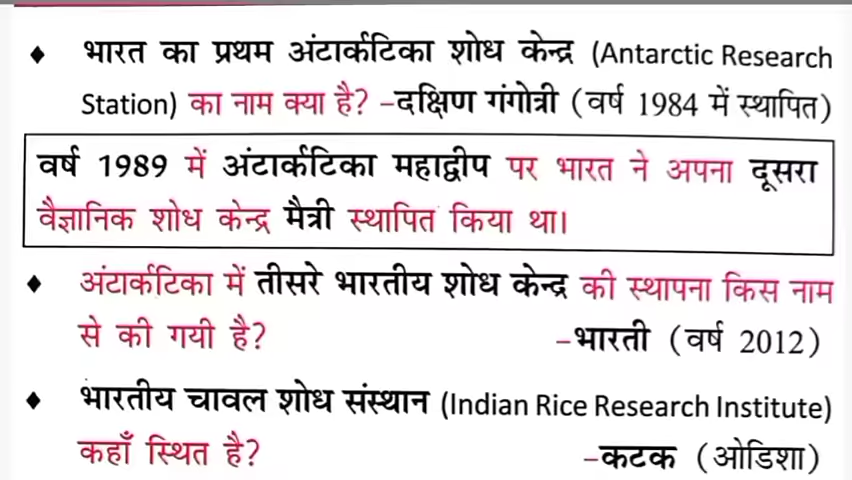 ♦ भारत का प्रथम अंटार्कटिका शोध केन्द्र (Antarctic Research
Station) का नाम क्या है? –दक्षिण गंगोत्री (वर्ष 1984 में स्थापित)
वर्ष 1989 में अंटार्कटिका महाद्वीप पर भारत ने अपना दूसरा
वैज्ञानिक शोध केन्द्र मैत्री स्थापित किया था।
♦ अंटार्कटिका में तीसरे भारतीय शोध केन्द्र की स्थापना किस नाम
से की गयी है? –भारती (वर्ष 2012)
♦ भारतीय चावल शोध संस्थान (Indian Rice Research Institute)
कहाँ स्थित है? –कटक (ओडिशा)